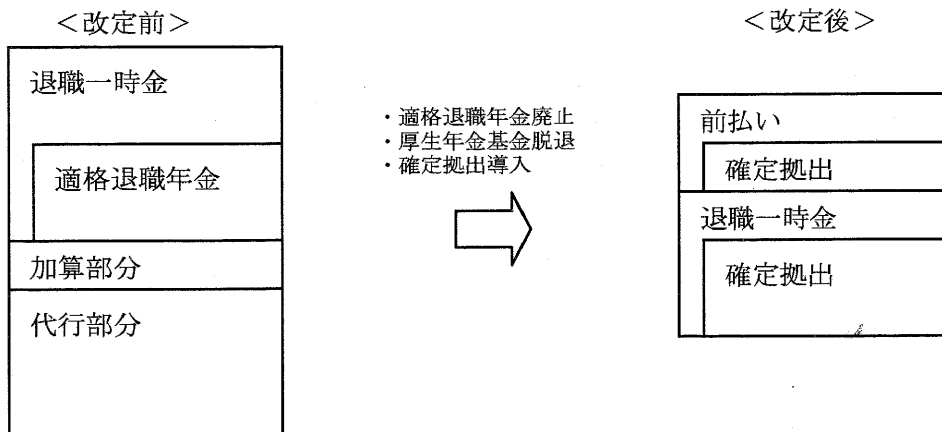 <改定前>
退職一時金
適格退職年金
加算部分
代行部分
・適格退職年金廃止
・厚生年金基金脱退
・確定拠出導入
<改定後>
前払い
確定拠出
退職一時金
確定拠出